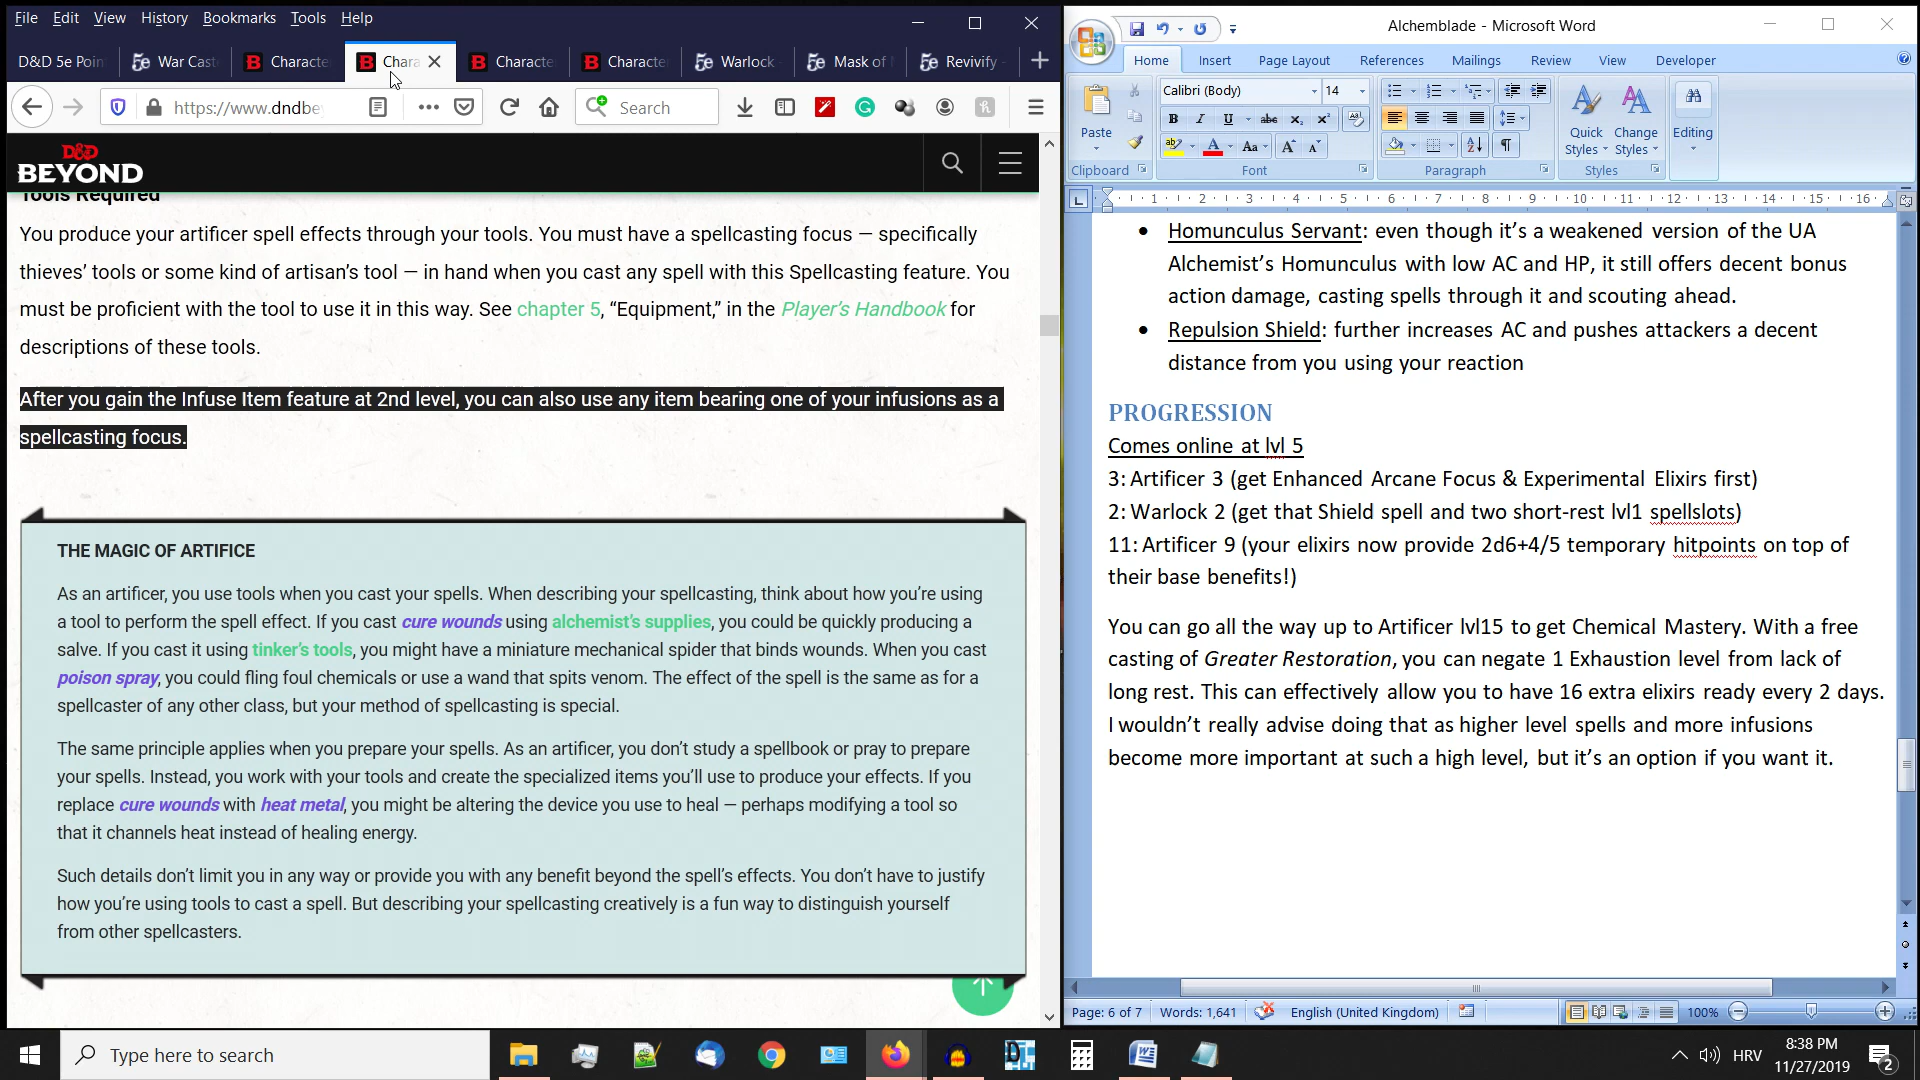 File Edit View History Bookmarks Tools Help
D&D 5e Poin
War Cast
Characte
Chara
Characte
Characte
Warlock -
Mask of
Revivify -
https://www.dndbe
Search
D&D
BEYOND
Tools Required
You produce your artificer spell effects through your tools. You must have a spellcasting focus — specifically
thieves’ tools or some kind of artisan’s tool — in hand when you cast any spell with this Spellcasting feature. You
must be proficient with the tool to use it in this way. See chapter 5, “Equipment,” in the Player’s Handbook for
descriptions of these tools.
After you gain the Infuse Item feature at 2nd level, you can also use any item bearing one of your infusions as a
spellcasting focus.
THE MAGIC OF ARTIFICE
As an artificer, you use tools when you cast your spells. When describing your spellcasting, think about how you’re using
a tool to perform the spell effect. If you cast cure wounds using alchemist’s supplies, you could be quickly producing a
salve. If you cast it using tinker’s tools, you might have a miniature mechanical spider that binds wounds. When you cast
poison spray, you could fling foul chemicals or use a wand that spits venom. The effect of the spell is the same as for a
spellcaster of any other class, but your method of spellcasting is special.
The same principle applies when you prepare your spells. As an artificer, you don’t study a spellbook or pray to prepare
your spells. Instead, you work with your tools and create the specialized items you’ll use to produce your effects. If you
replace cure wounds with heat metal, you might be altering the device you use to heal — perhaps modifying a tool so
that it channels heat instead of healing energy.
Such details don’t limit you in any way or provide you with any benefit beyond the spell’s effects. You don’t have to justify
how you’re using tools to cast a spell. But describing your spellcasting creatively is a fun way to distinguish yourself
from other spellcasters.
Alchemblade - Microsoft Word
Home Insert Page Layout References Mailings Review View Developer
Calibri (Body) 14
Paste
Quick Styles
Change Styles
Editing
Clipboard Font Paragraph Styles
1 2 3 4 5 6 7 8 9 10 11 12 13 14 15 16
• Homunculus Servant: even though it’s a weakened version of the UA
Alchemist’s Homunculus with low AC and HP, it still offers decent bonus
action damage, casting spells through it and scouting ahead.
• Repulsion Shield: further increases AC and pushes attackers a decent
distance from you using your reaction
PROGRESSION
Comes online at lvl 5
3: Artificer 3 (get Enhanced Arcane Focus & Experimental Elixirs first)
2: Warlock 2 (get that Shield spell and two short-rest lvl1 spellslots)
11: Artificer 9 (your elixirs now provide 2d6+4/5 temporary hitpoints on top of
their base benefits!)
You can go all the way up to Artificer lvl15 to get Chemical Mastery. With a free
casting of Greater Restoration, you can negate 1 Exhaustion level from lack of
long rest. This can effectively allow you to have 16 extra elixirs ready every 2 days.
I wouldn’t really advise doing that as higher level spells and more infusions
become more important at such a high level, but it’s an option if you want it.
Page: 6 of 7 Words: 1,641 English (United Kingdom) 100%
Type here to search
HRV
8:38 PM
11/27/2019
2